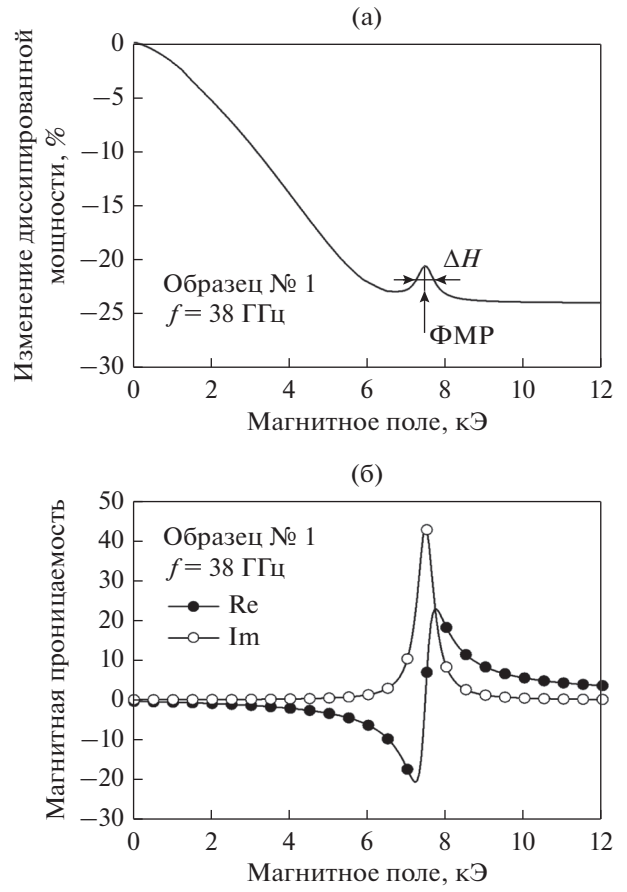 (а)
Изменение диссипированной
мощности, %
0
−5
−10
−15
−20
−25
−30
Образец № 1
f = 38 ГГц
ΔH
ФМР
0 2 4 6 8 10 12
Магнитное поле, кЭ
(б)
Магнитная проницаемость
50
40
30
20
10
0
−10
−20
−30
Образец № 1
f = 38 ГГц
Re
Im
0 2 4 6 8 10 12
Магнитное поле, кЭ